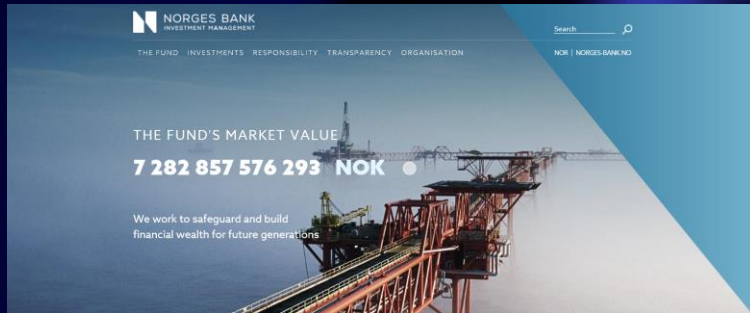 NORGES BANK
INVESTMENT MANAGEMENT
Search
THE FUND INVESTMENTS RESPONSIBILITY TRANSPARENCY ORGANISATION
NOR | NORGES-BANK.NO
THE FUND'S MARKET VALUE
7 282 857 576 293 NOK
We work to safeguard and build
financial wealth for future generations